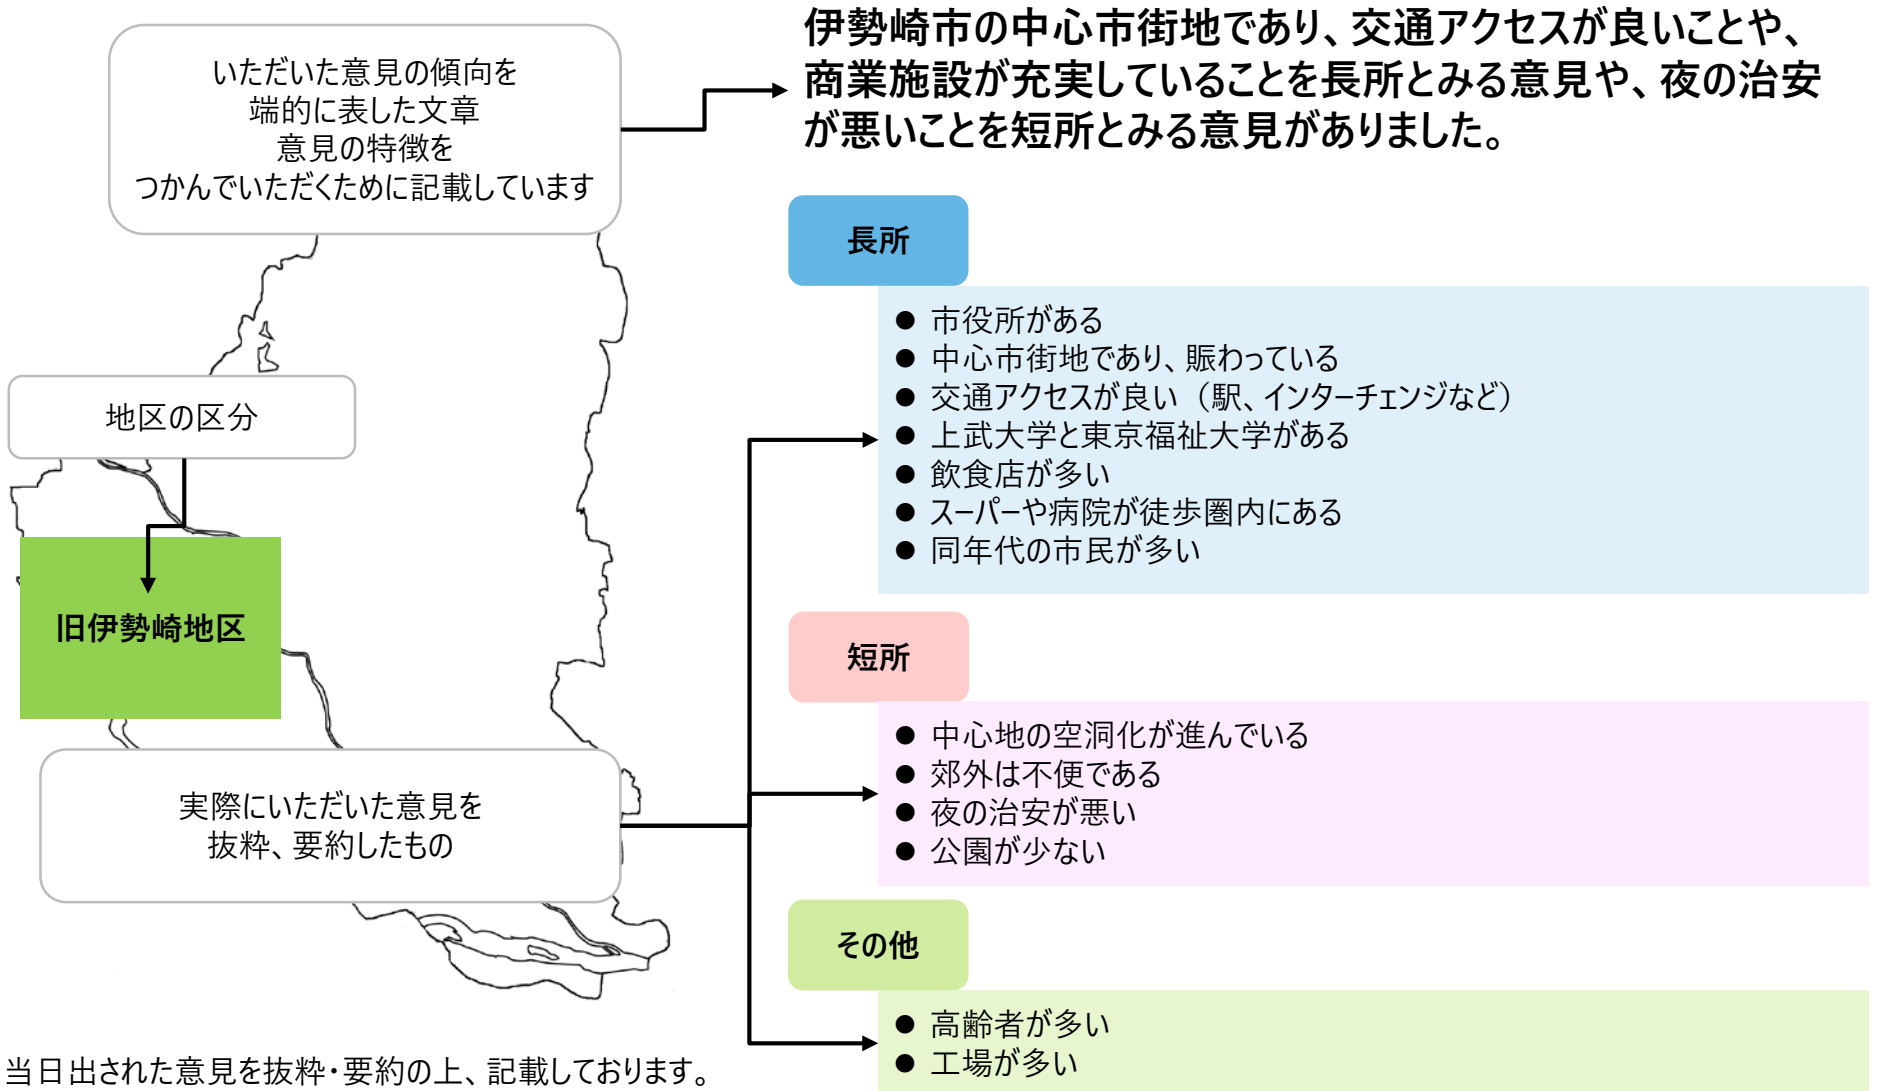 いただいた意見の傾向を
端的に表した文章
意見の特徴を
つかんでいただくために記載しています
伊勢崎市の中心市街地であり、交通アクセスが良いことや、
商業施設が充実していることを長所とみる意見や、夜の治安
が悪いことを短所とみる意見がありました。
地区の区分
旧伊勢崎地区
実際にいただいた意見を
抜粋、要約したもの
長所
● 市役所がある
● 中心市街地であり、賑わっている
● 交通アクセスが良い（駅、インターチェンジなど）
● 上武大学と東京福祉大学がある
● 飲食店が多い
● スーパーや病院が徒歩圏内にある
● 同年代の市民が多い
短所
● 中心地の空洞化が進んでいる
● 郊外は不便である
● 夜の治安が悪い
● 公園が少ない
その他
● 高齢者が多い
● 工場が多い
当日出された意見を抜粋・要約の上、記載しております。